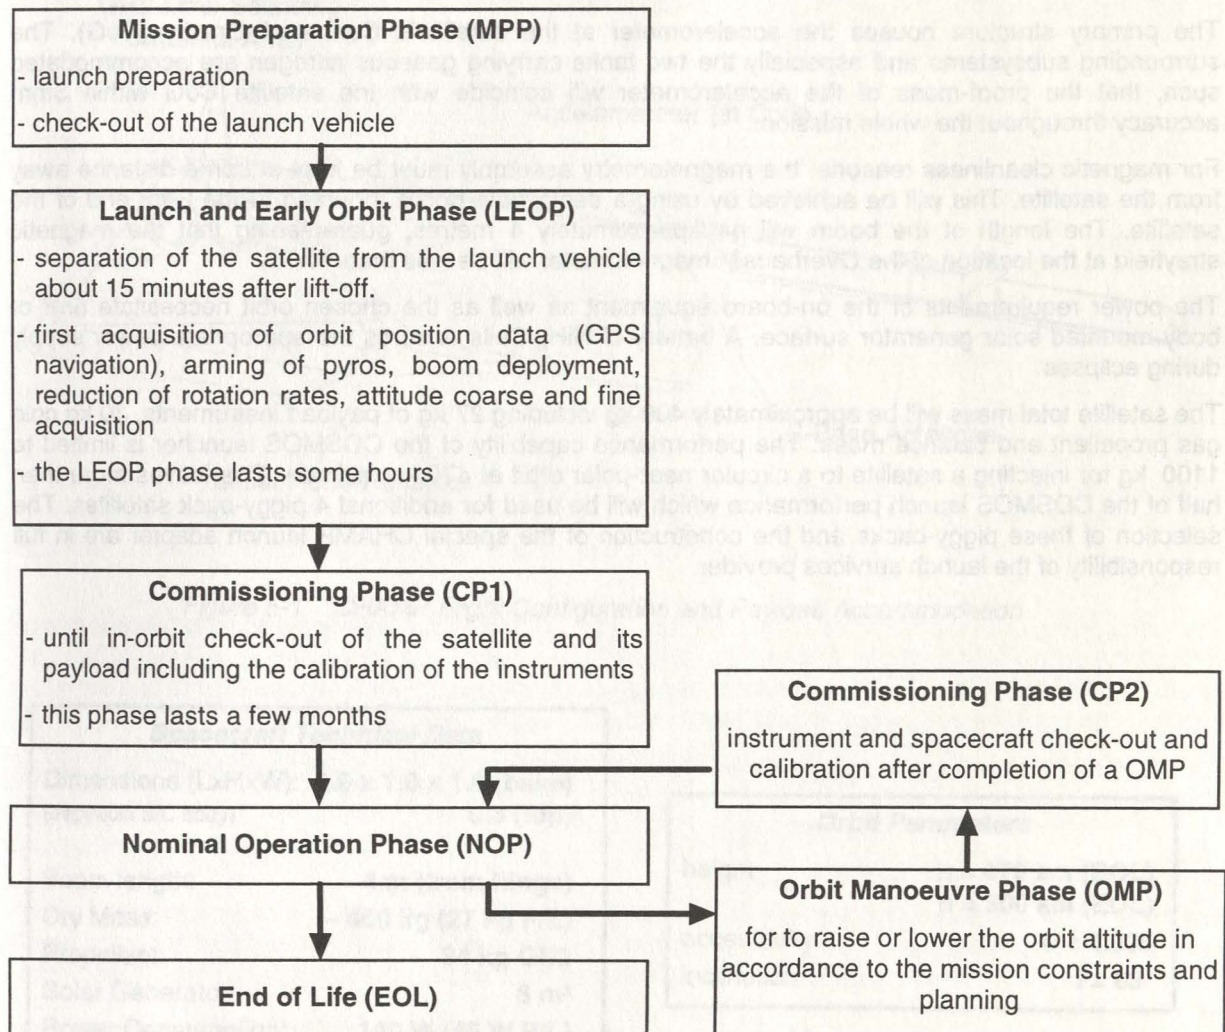 Mission Preparation Phase (MPP)
- launch preparation
- check-out of the launch vehicle
Launch and Early Orbit Phase (LEOP)
- separation of the satellite from the launch vehicle
about 15 minutes after lift-off.
- first acquisition of orbit position data (GPS
navigation), arming of pyros, boom deployment,
reduction of rotation rates, attitude coarse and fine
acquisition
- the LEOP phase lasts some hours
Commissioning Phase (CP1)
- until in-orbit check-out of the satellite and its
payload including the calibration of the instruments
- this phase lasts a few months
Commissioning Phase (CP2)
instrument and spacecraft check-out and
calibration after completion of a OMP
Nominal Operation Phase (NOP)
Orbit Manoeuvre Phase (OMP)
for to raise or lower the orbit altitude in
accordance to the mission constraints and
planning
End of Life (EOL)